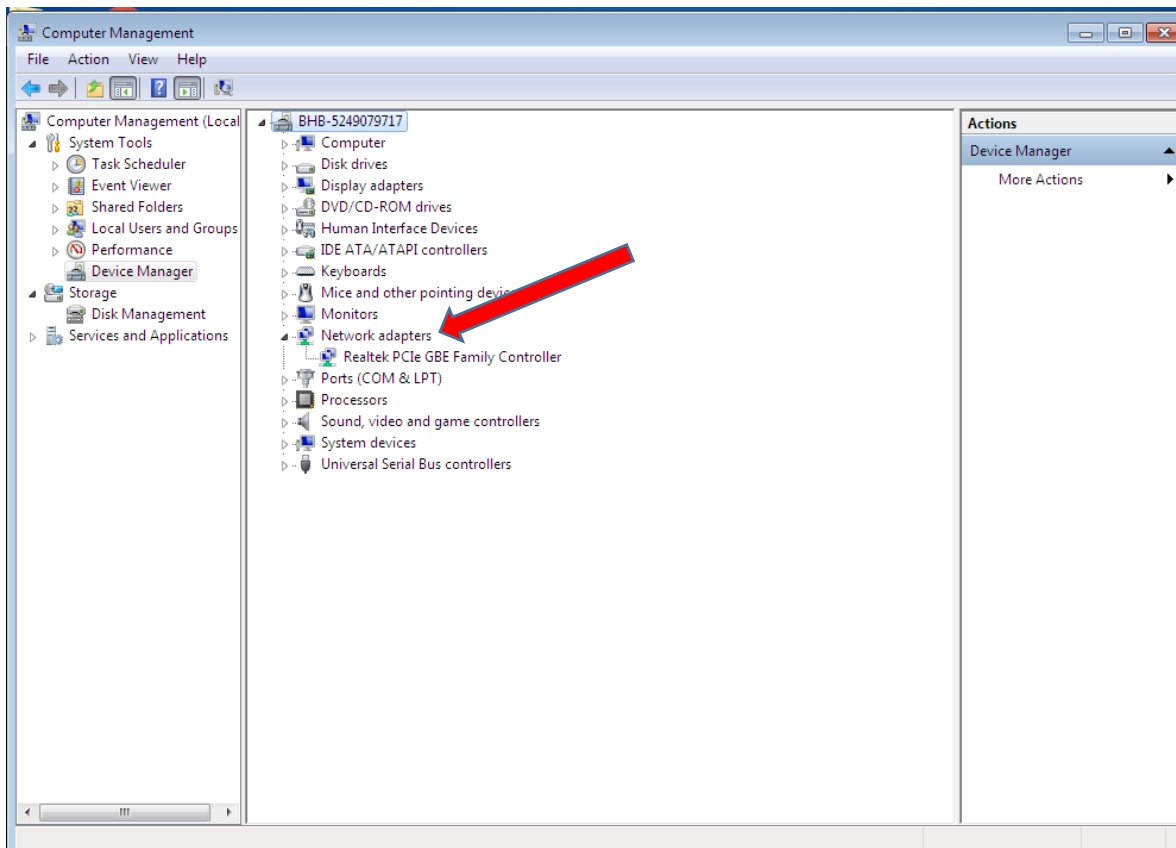 Computer Management
File Action View Help
Computer Management (Local
System Tools
Task Scheduler
Event Viewer
Shared Folders
Local Users and Groups
Performance
Device Manager
Storage
Disk Management
Services and Applications
BHB-5249079717
Computer
Disk drives
Display adapters
DVD/CD-ROM drives
Human Interface Devices
IDE ATA/ATAPI controllers
Keyboards
Mice and other pointing devic
Monitors
Network adapters
Realtek PCIe GBE Family Controller
Ports (COM & LPT)
Processors
Sound, video and game controllers
System devices
Universal Serial Bus controllers
Actions
Device Manager
More Actions